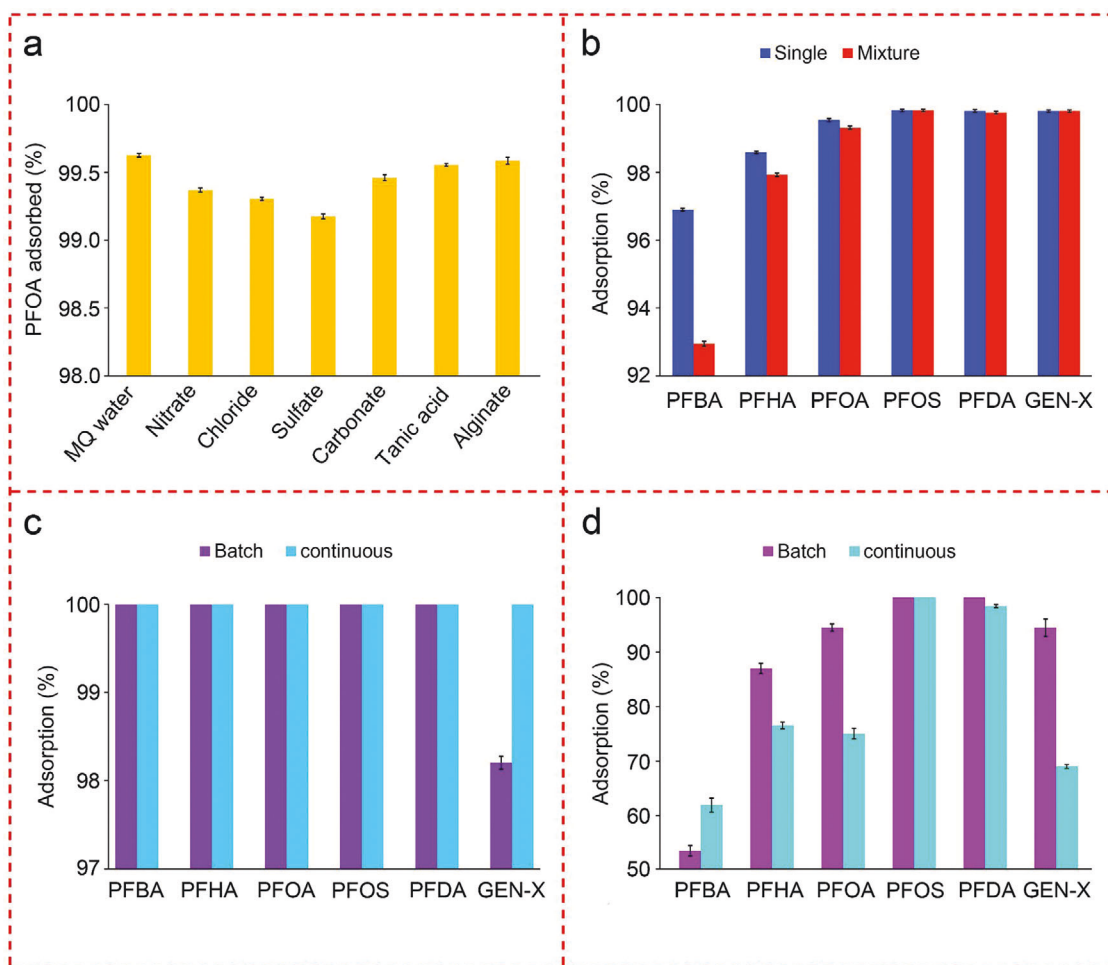 a
100
99.5
99.0
98.5
98.0
PFOA adsorbed (%)
MQ water
Nitrate
Chloride
Sulfate
Carbonate
Tanic acid
Alginate
b
Single Mixture
100
98
96
94
92
Adsorption (%)
PFBA PFHA PFOA PFOS PFDA GEN-X
c
Batch continuous
100
99
98
97
Adsorption (%)
PFBA PFHA PFOA PFOS PFDA GEN-X
d
Batch continuous
100
90
80
70
60
50
Adsorption (%)
PFBA PFHA PFOA PFOS PFDA GEN-X